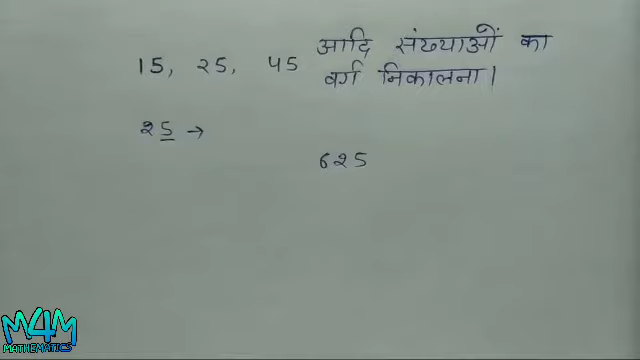 15, 25, 45 आदि संख्याओं का
वर्ग निकालना।
25 →
625
M4M
MATHEMATICS